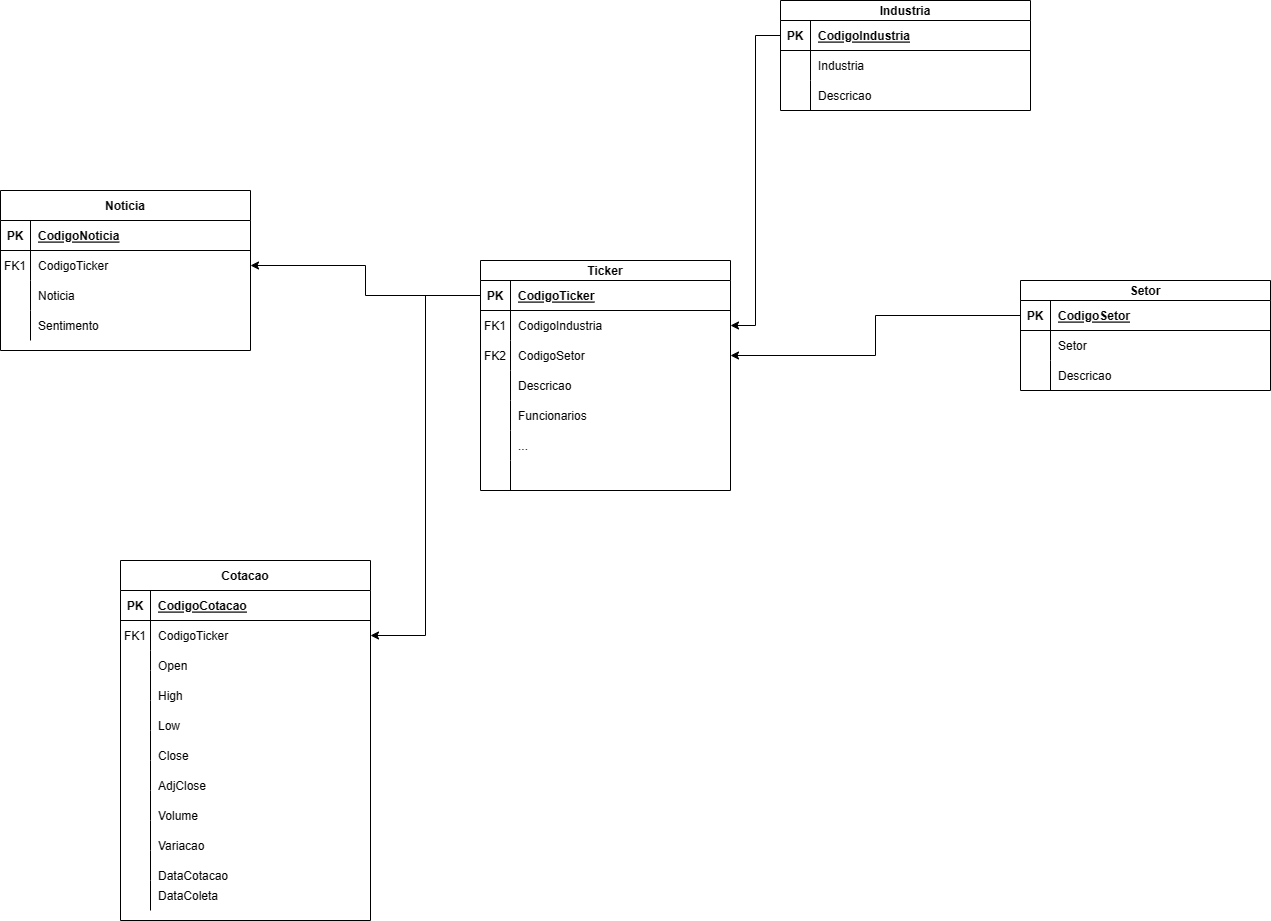 Industria
PK CodigoIndustria
Industria
Descricao
Noticia
PK CodigoNoticia
FK1 CodigoTicker
Noticia
Sentimento
Ticker
PK CodigoTicker
FK1 CodigoIndustria
FK2 CodigoSetor
Descricao
Funcionarios
...
Setor
PK CodigoSetor
Setor
Descricao
Cotacao
PK CodigoCotacao
FK1 CodigoTicker
Open
High
Low
Close
AdjClose
Volume
Variacao
DataCotacao
DataColeta